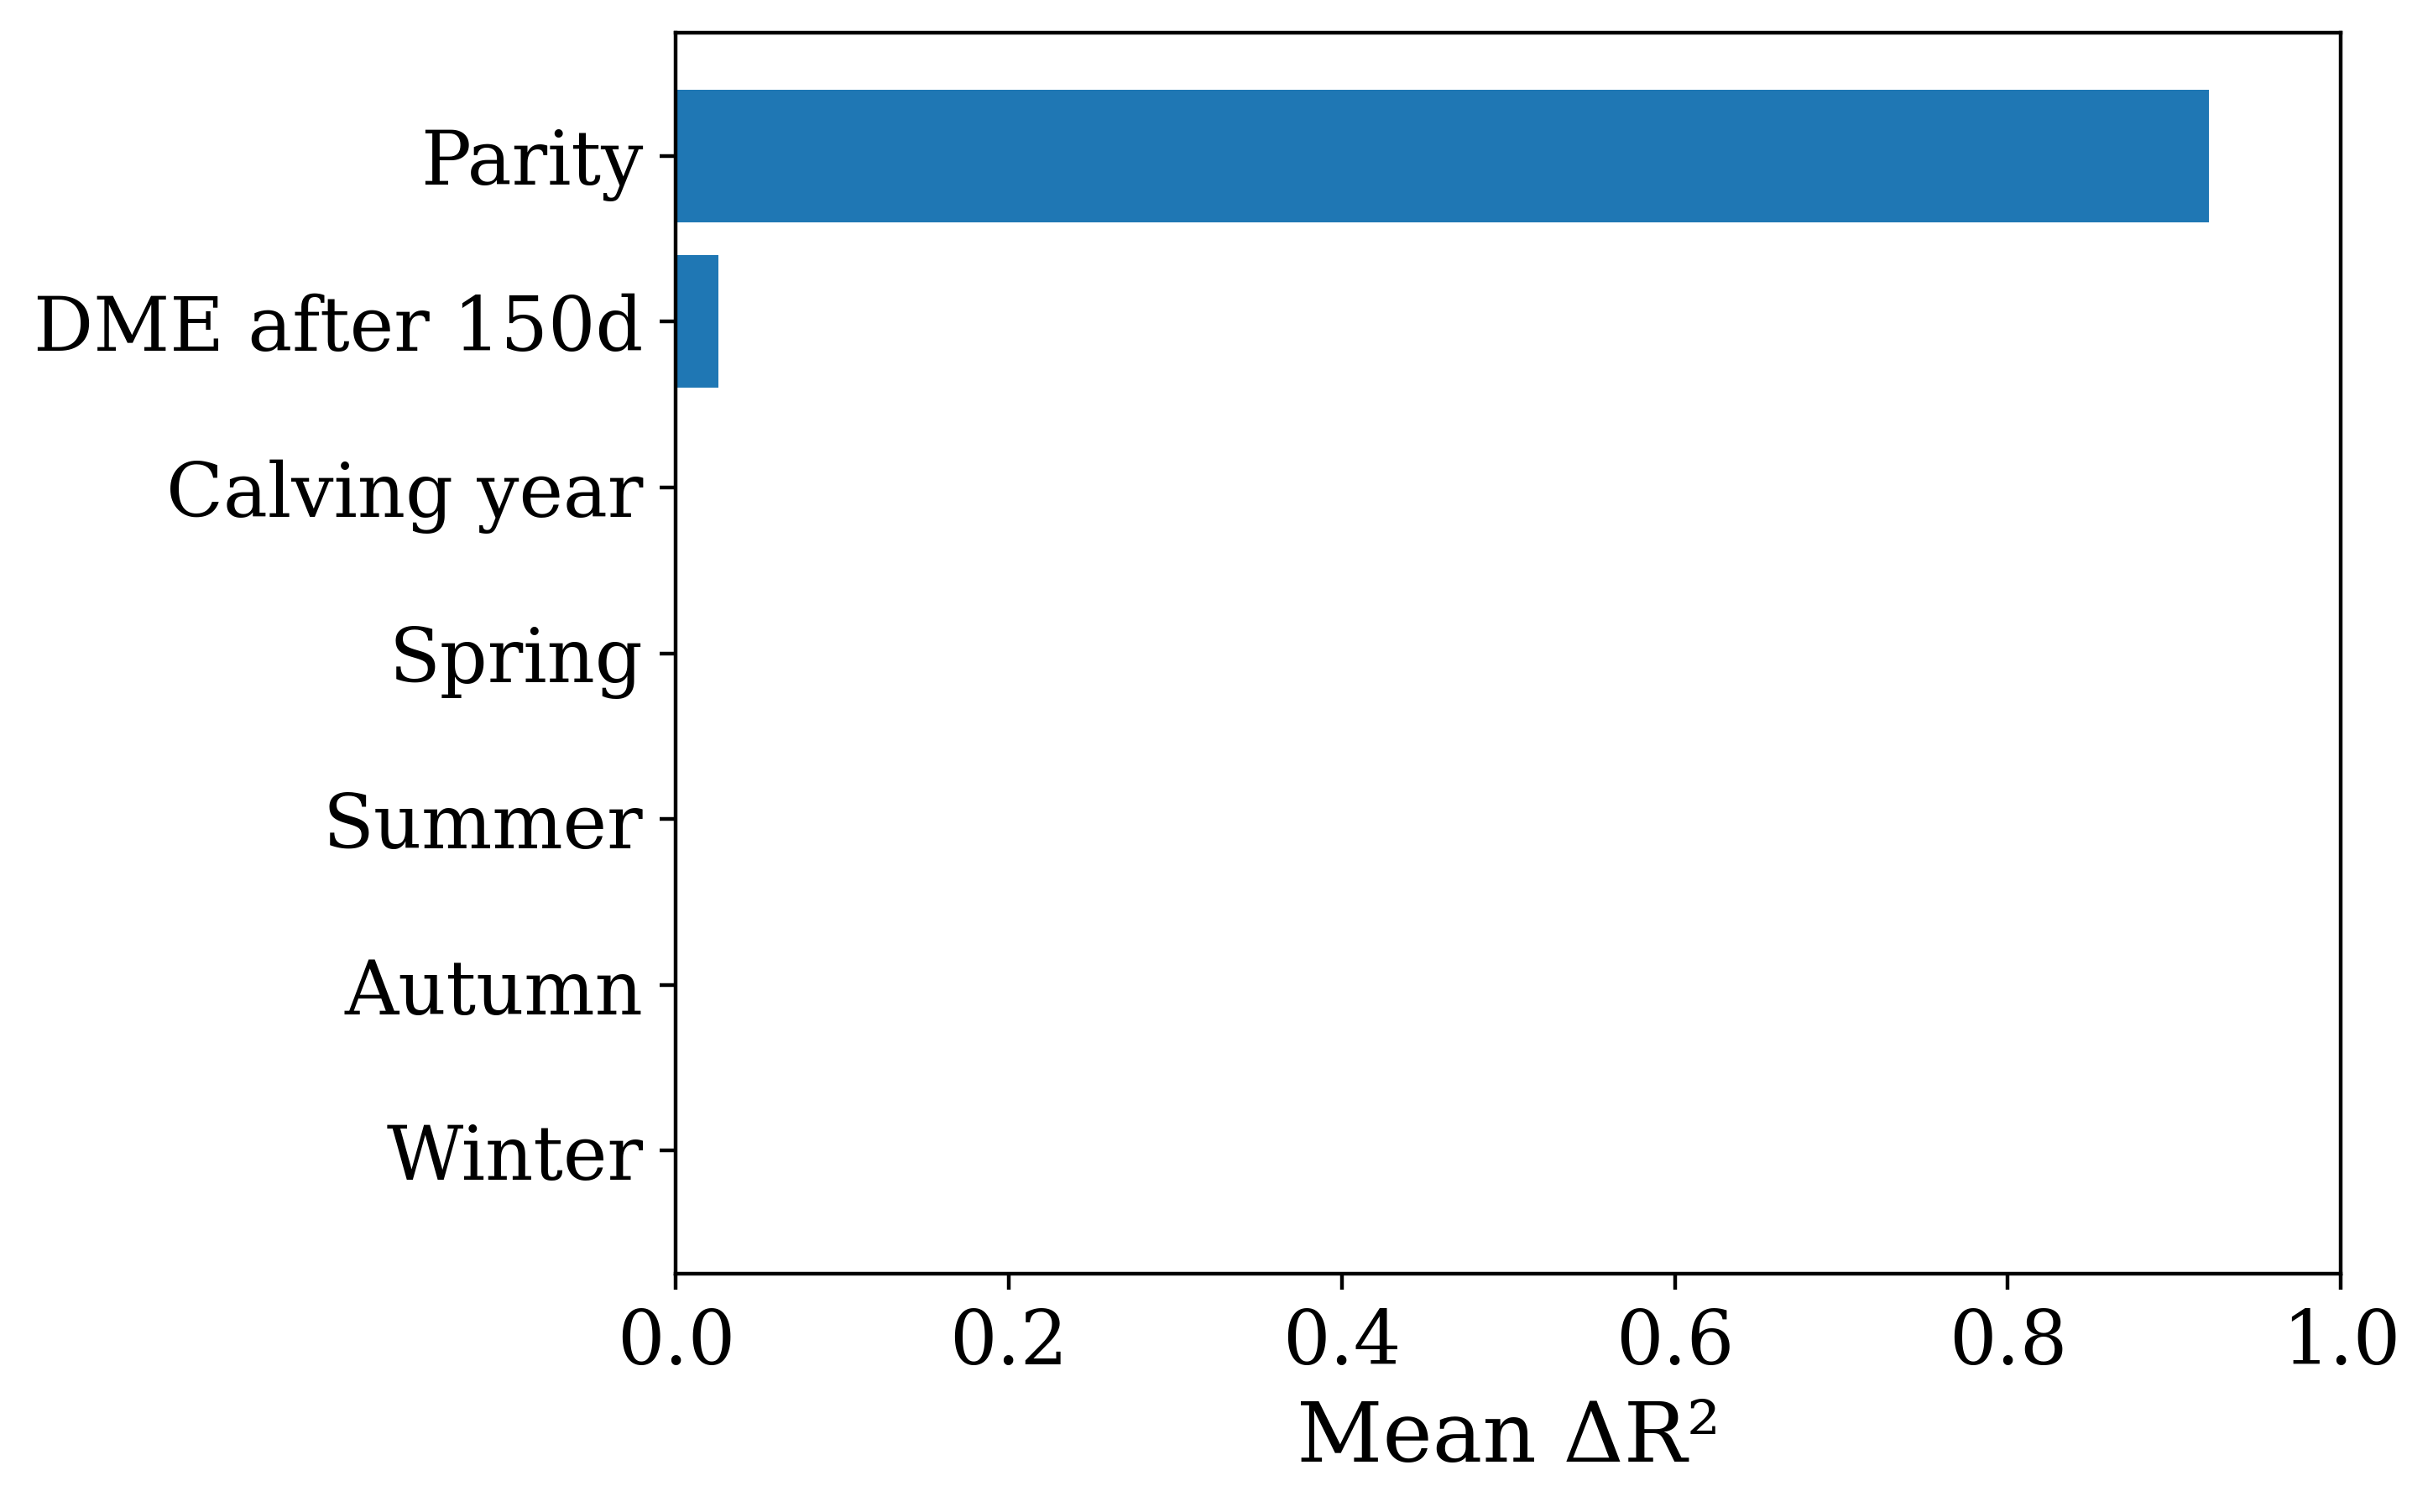 Parity
DME after 150d
Calving year
Spring
Summer
Autumn
Winter
0.0 0.2 0.4 0.6 0.8 1.0
Mean ΔR²